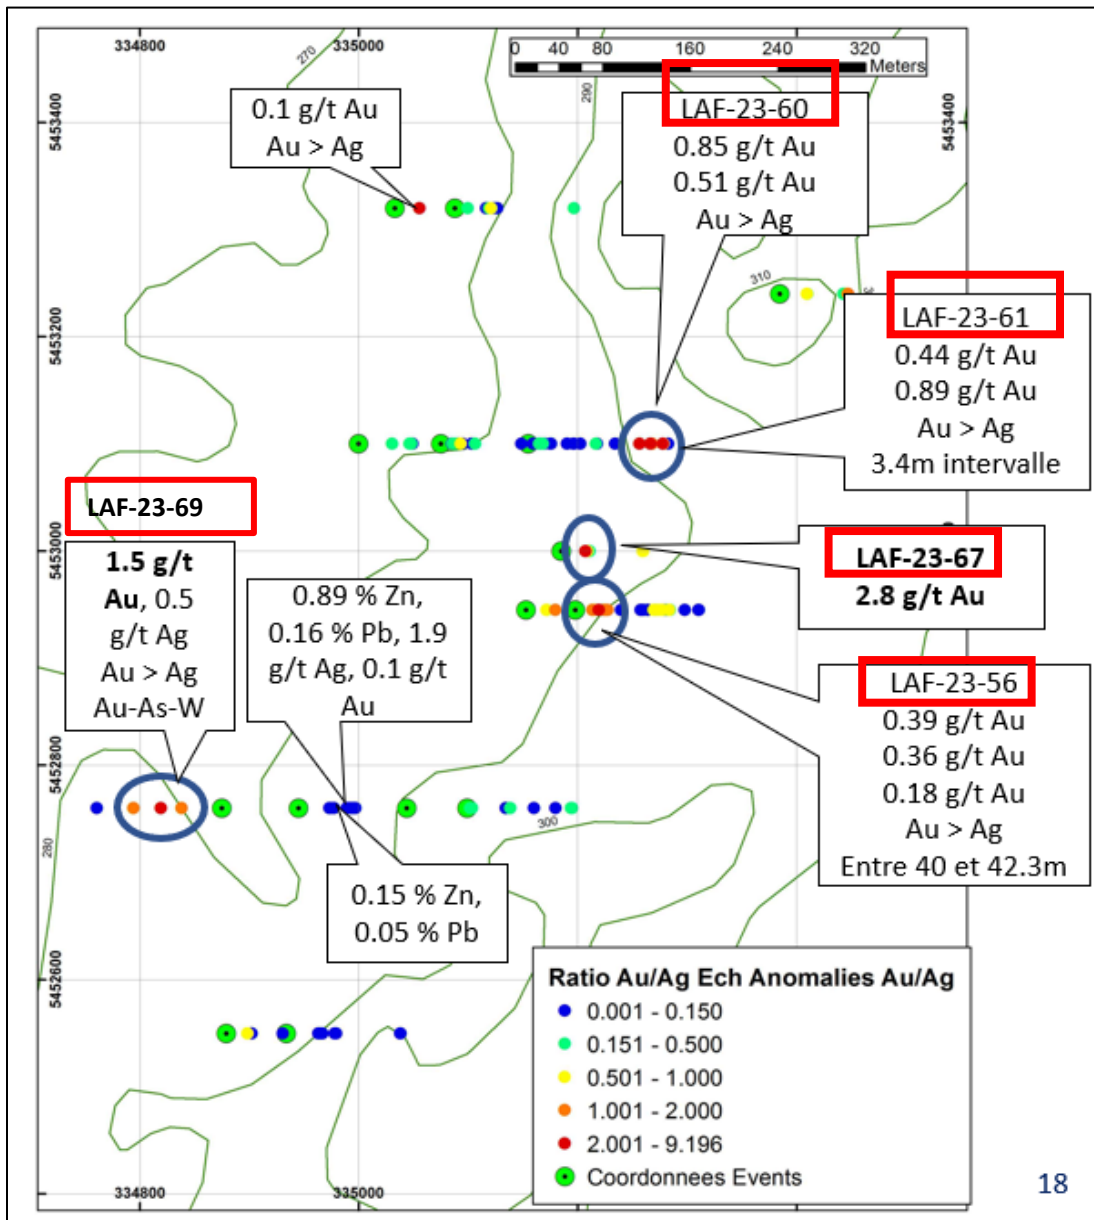 334800
335000
0 40 80 160 240 320
Meters
270
290
5453400
5453400
0.1 g/t Au
Au > Ag
LAF-23-60
0.85 g/t Au
0.51 g/t Au
Au > Ag
310
5453200
LAF-23-61
0.44 g/t Au
0.89 g/t Au
Au > Ag
3.4m intervalle
LAF-23-69
1.5 g/t
Au, 0.5
g/t Ag
Au > Ag
Au-As-W
5453000
0.89 % Zn,
0.16 % Pb, 1.9
g/t Ag, 0.1 g/t
Au
LAF-23-67
2.8 g/t Au
LAF-23-56
0.39 g/t Au
0.36 g/t Au
0.18 g/t Au
Au > Ag
Entre 40 et 42.3m
5452800
280
300
0.15 % Zn,
0.05 % Pb
5452600
Ratio Au/Ag Ech Anomalies Au/Ag
0.001 - 0.150
0.151 - 0.500
0.501 - 1.000
1.001 - 2.000
2.001 - 9.196
Coordonnees Events
334800
335000
18